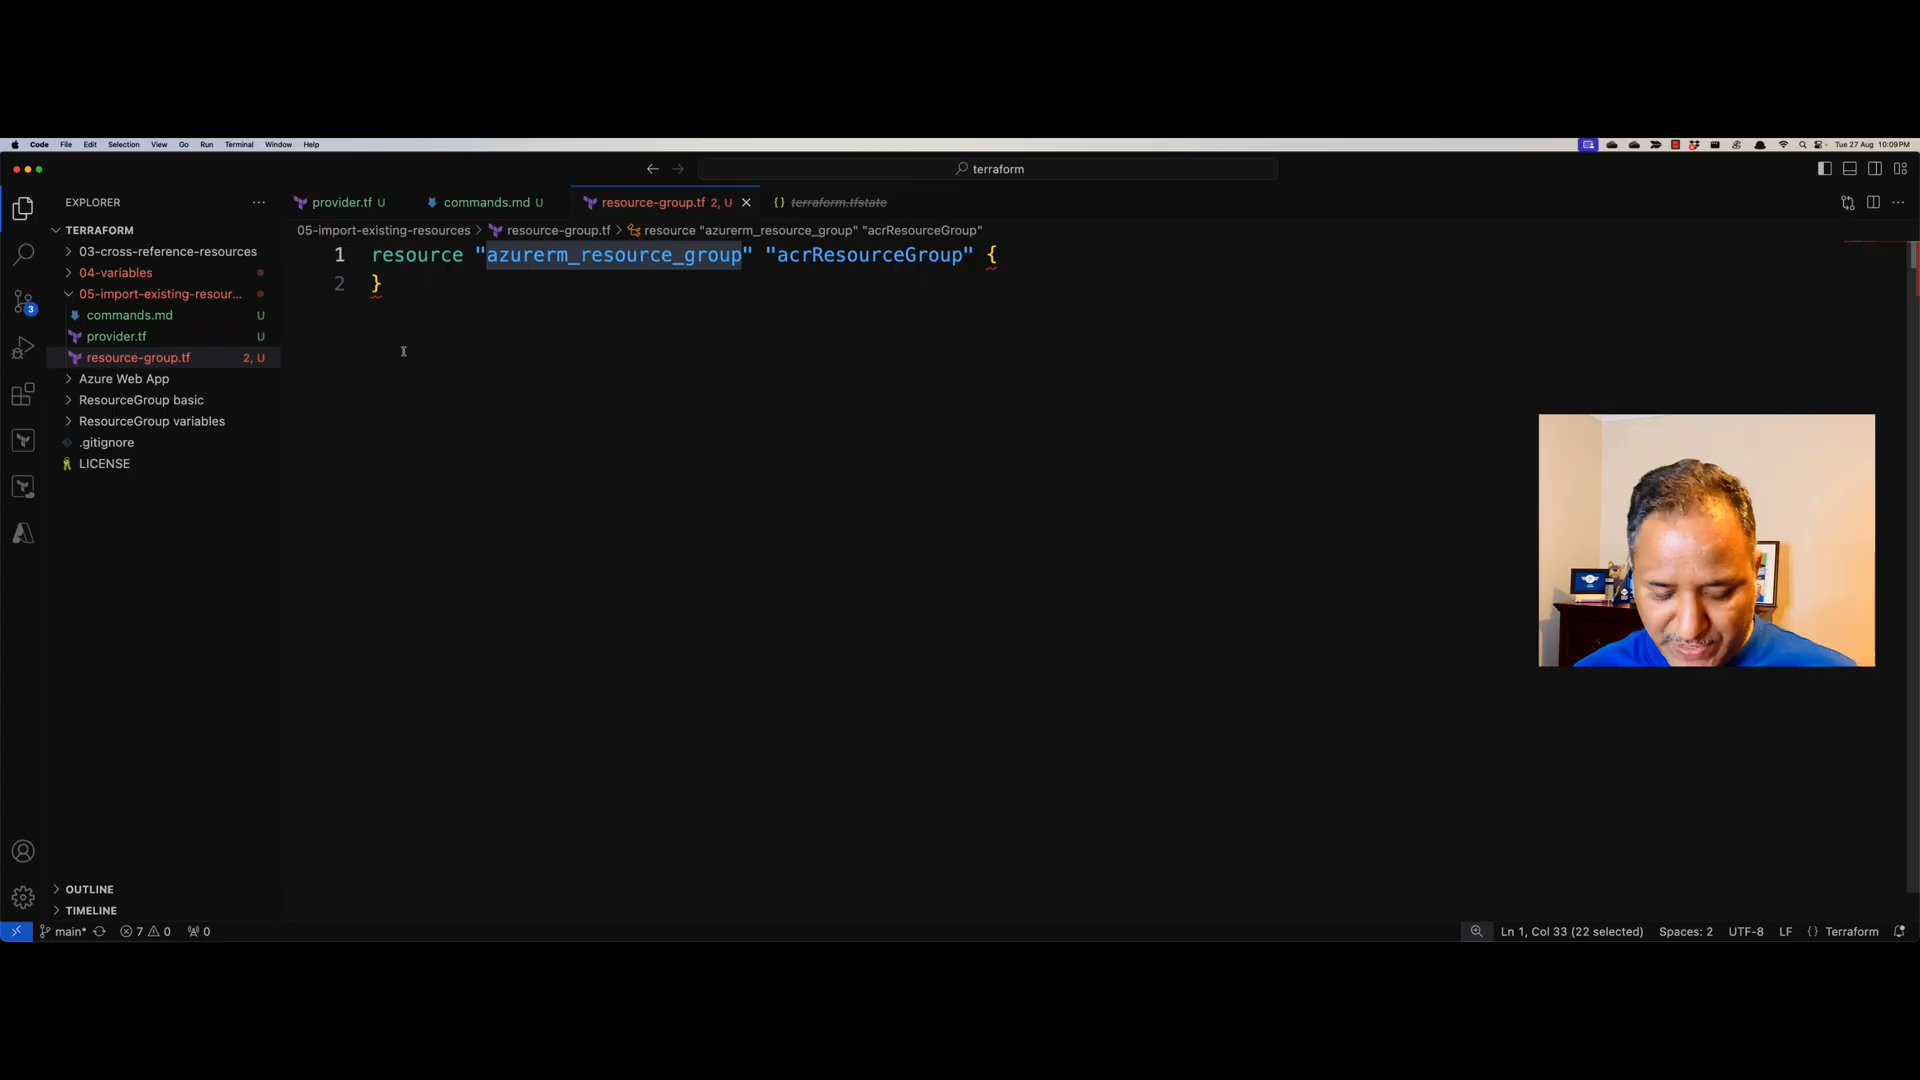 Code File Edit Selection View Go Run Terminal Window Help
Tue 27 Aug 10:09 PM
terraform
EXPLORER
provider.tf U
commands.md U
resource-group.tf 2, U
{} terraform.tfstate
05-import-existing-resources > resource-group.tf > resource "azurerm_resource_group" "acrResourceGroup"
TERRAFORM
03-cross-reference-resources
04-variables
05-import-existing-resour...
commands.md U
provider.tf U
resource-group.tf 2, U
Azure Web App
ResourceGroup basic
ResourceGroup variables
.gitignore
LICENSE
1 resource "azurerm_resource_group" "acrResourceGroup" {
2 }
3
OUTLINE
TIMELINE
main* 7 0 0
Ln 1, Col 33 (22 selected) Spaces: 2 UTF-8 LF {} Terraform